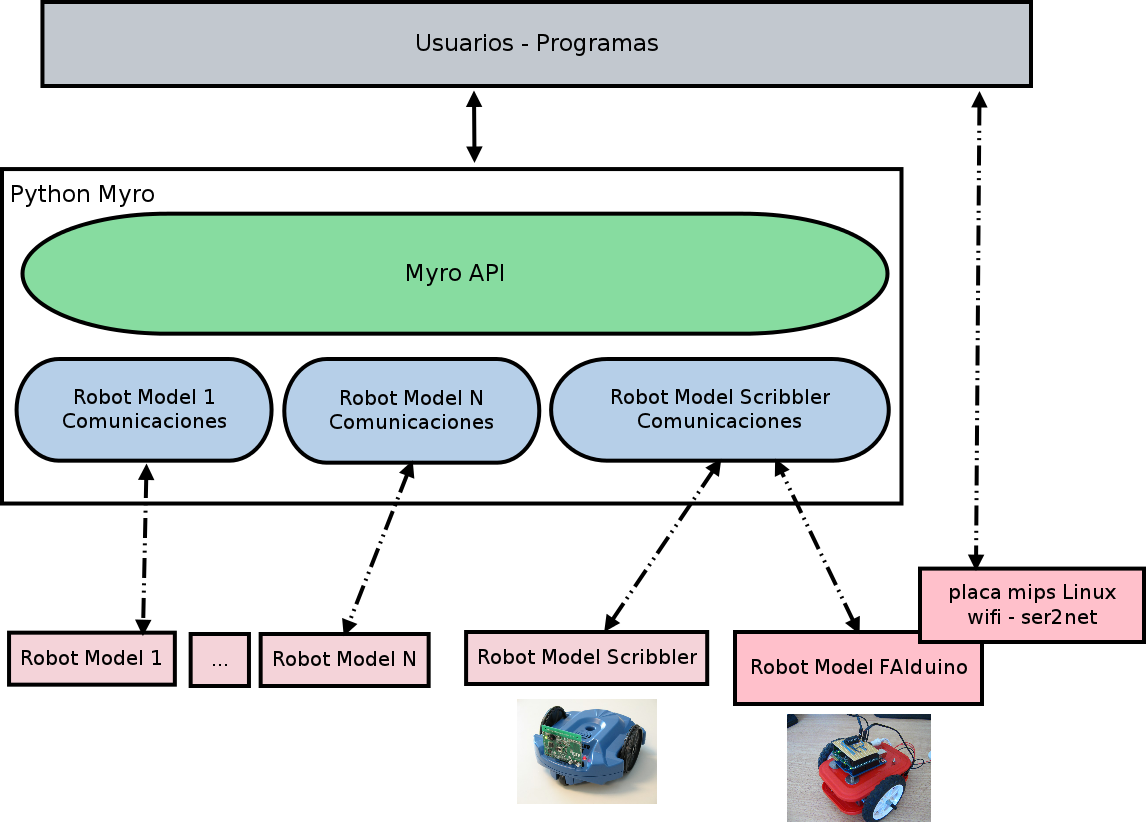 Usuarios - Programas
Python Myro
Myro API
Robot Model 1
Comunicaciones
Robot Model N
Comunicaciones
Robot Model Scribbler
Comunicaciones
placa mips Linux
wifi - ser2net
Robot Model 1
...
Robot Model N
Robot Model Scribbler
Robot Model FAIduino